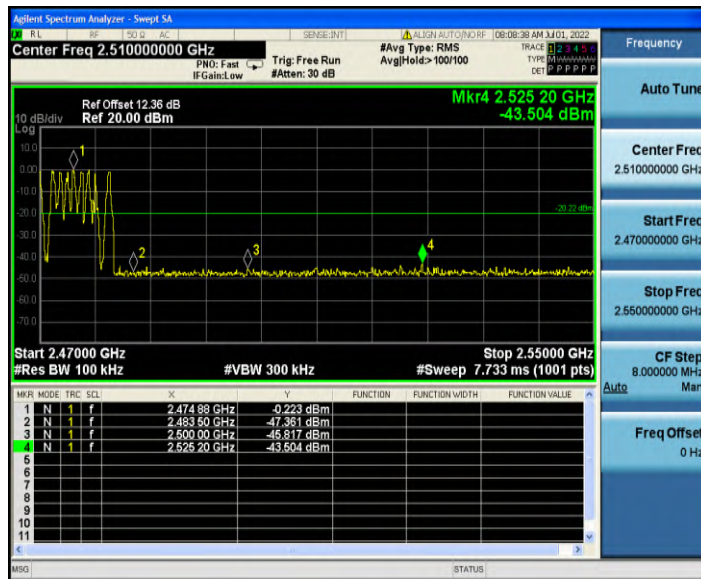 Agilent Spectrum Analyzer - Swept SA
RL RF 50 Ω AC SENSE:INT ALIGN AUTO/NO RF 08:08:38 AM Jul 01, 2022
Center Freq 2.510000000 GHz
PNO: Fast
IFGain:Low
Trig: Free Run
#Atten: 30 dB
#Avg Type: RMS
Avg|Hold:>100/100
TRACE 1 2 3 4 5 6
TYPE M
DET P P P P P P
Ref Offset 12.36 dB
10 dB/div Ref 20.00 dBm
Log
Mkr4 2.525 20 GHz
-43.504 dBm
10.0
0.00
-10.0
-20.0
-30.0
-40.0
-50.0
-60.0
-70.0
1
2
3
4
-20.22 dBm
Start 2.47000 GHz Stop 2.55000 GHz
#Res BW 100 kHz #VBW 300 kHz #Sweep 7.733 ms (1001 pts)
MKR MODE TRC SCL X Y FUNCTION FUNCTION WIDTH FUNCTION VALUE
1 N 1 f 2.474 88 GHz -0.223 dBm
2 N 1 f 2.483 50 GHz -47.361 dBm
3 N 1 f 2.500 00 GHz -45.817 dBm
4 N 1 f 2.525 20 GHz -43.504 dBm
5
6
7
8
9
10
11
MSG STATUS
Frequency
Auto Tune
Center Freq
2.510000000 GHz
Start Freq
2.470000000 GHz
Stop Freq
2.550000000 GHz
CF Step
8.000000 MHz
Auto Man
Freq Offset
0 Hz